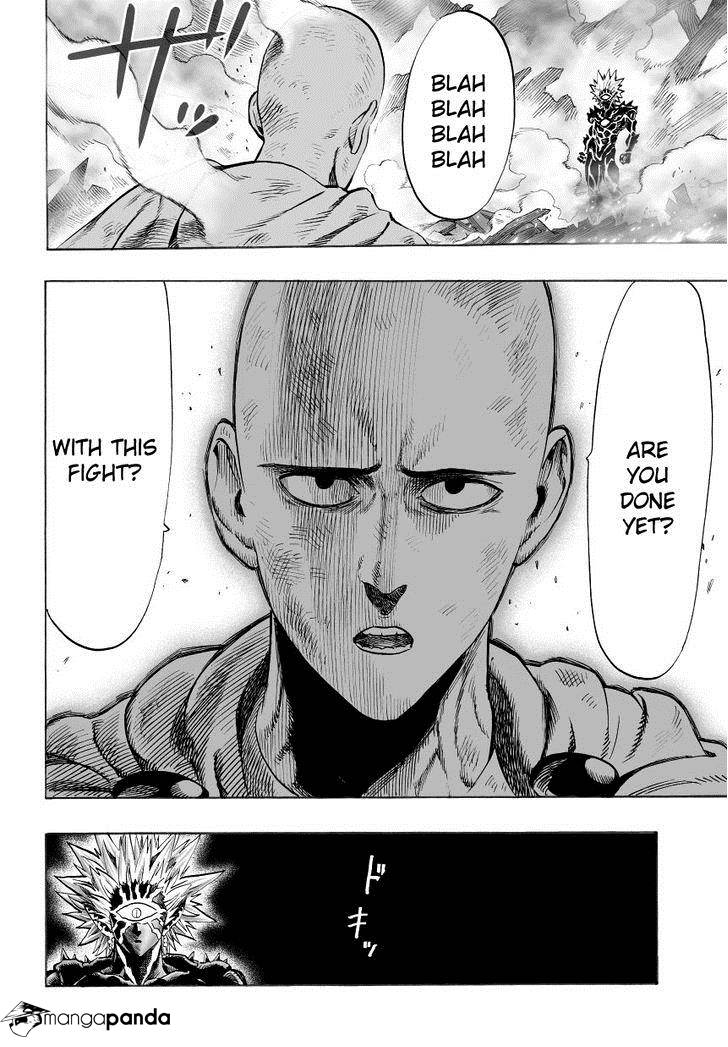 ザッ
BLAH
BLAH
BLAH
BLAH
ARE
YOU
DONE
YET?
WITH THIS
FIGHT?
ドキッ
mangapanda